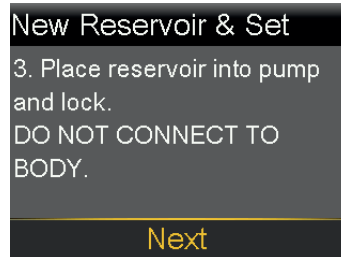 New Reservoir & Set
3. Place reservoir into pump
and lock.
DO NOT CONNECT TO
BODY.
Next